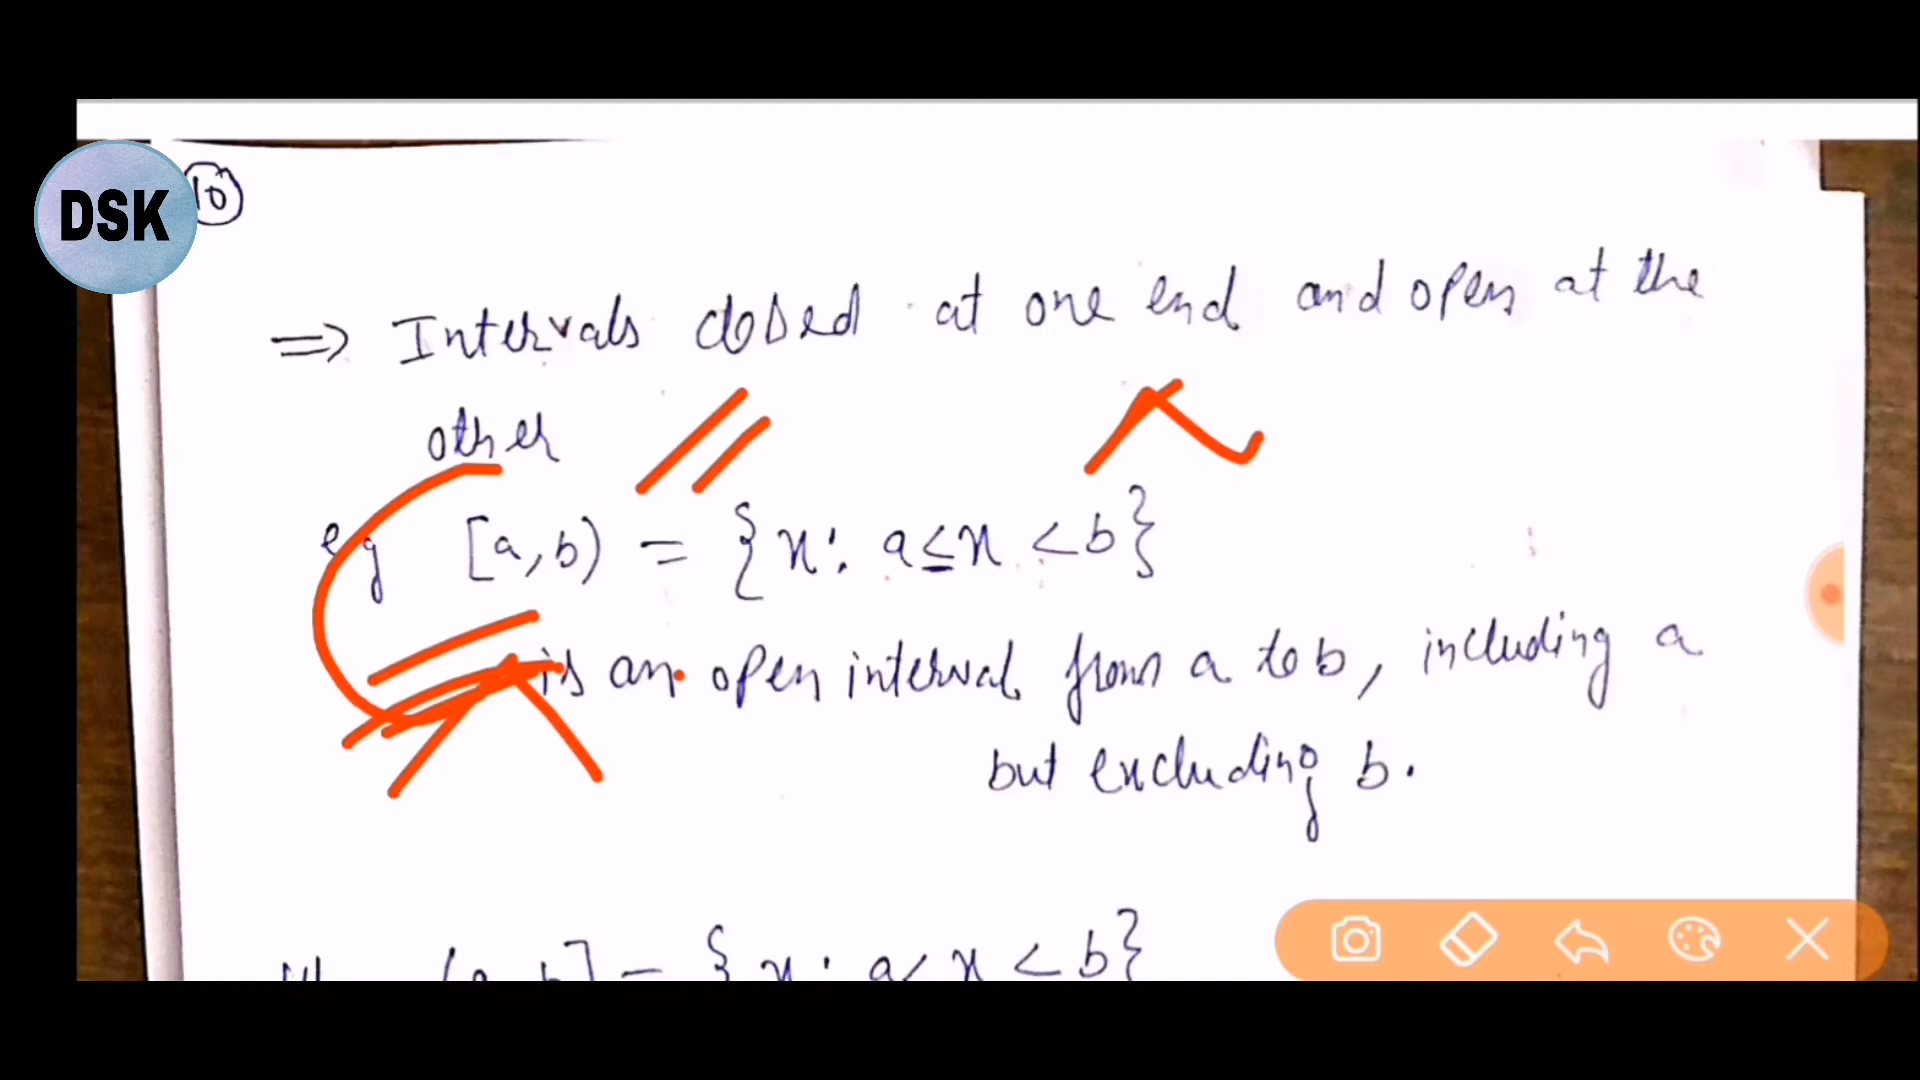 DSK
10
⇒ Intervals closed at one end and open at the
other
eg [a,b) = {x: a≤x <b}
is an open interval from a to b, including a
but excluding b.
b] = {x: a< x < b}